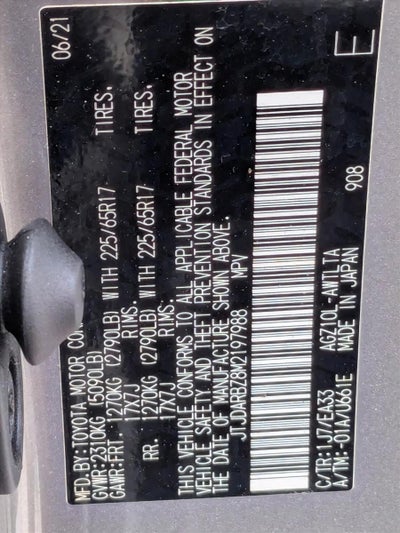 MFD.BY:TOYOTA MOTOR CO 06/21
GVWR:2310KG (5090LB)
GAWR:FRT. 1270KG (2790LB) WITH 225/65R17 TIRES.
17X7J RIMS.
RR. 1270KG (2790LB) WITH 225/65R17 TIRES.
17X7J RIMS.
THIS VEHICLE CONFORMS TO ALL APPLICABLE FEDERAL MOTOR
VEHICLE SAFETY AND THEFT PREVENTION STANDARDS IN EFFECT ON
THE DATE OF MANUFACTURE SHOWN ABOVE.
JTJDARBZ8M2197988 MPV
C/TR: 1J7/EA33 AGZ10L-AWLLTA
A/TM: -01A/U661E MADE IN JAPAN 908 E